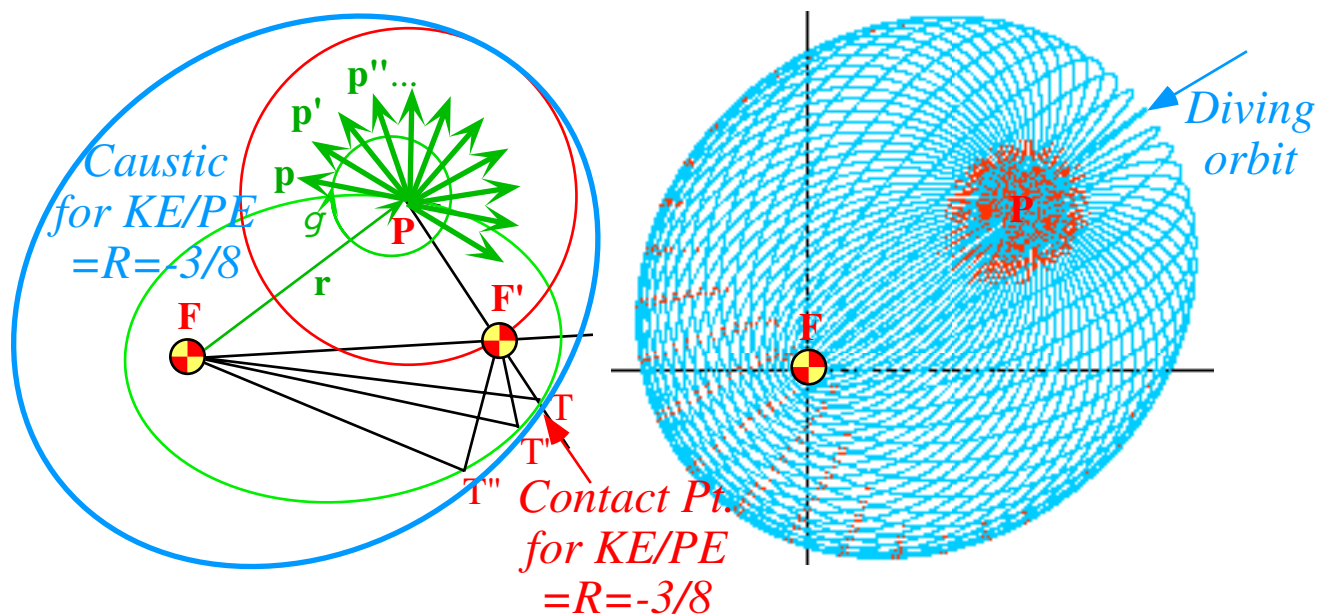 p''...
p'
Caustic
for KE/PE
=R=-3/8
p
g
P
r
F
F'
T
T'
T''
Contact Pt.
for KE/PE
=R=-3/8
Diving
orbit
P
F